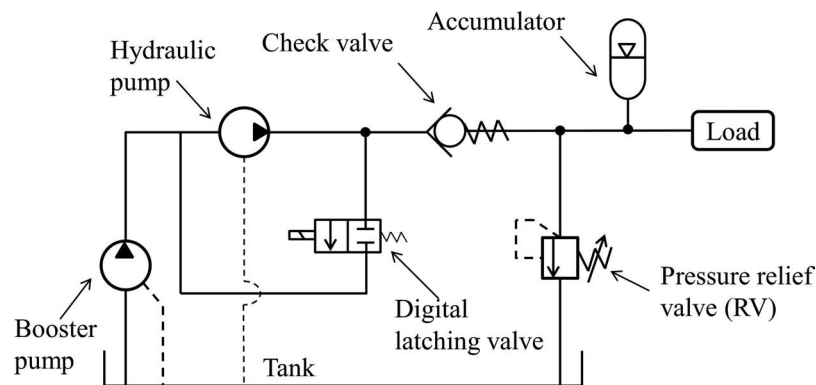 Accumulator
Check valve
Hydraulic
pump
Load
Booster
pump
Digital
latching valve
Pressure relief
valve (RV)
Tank